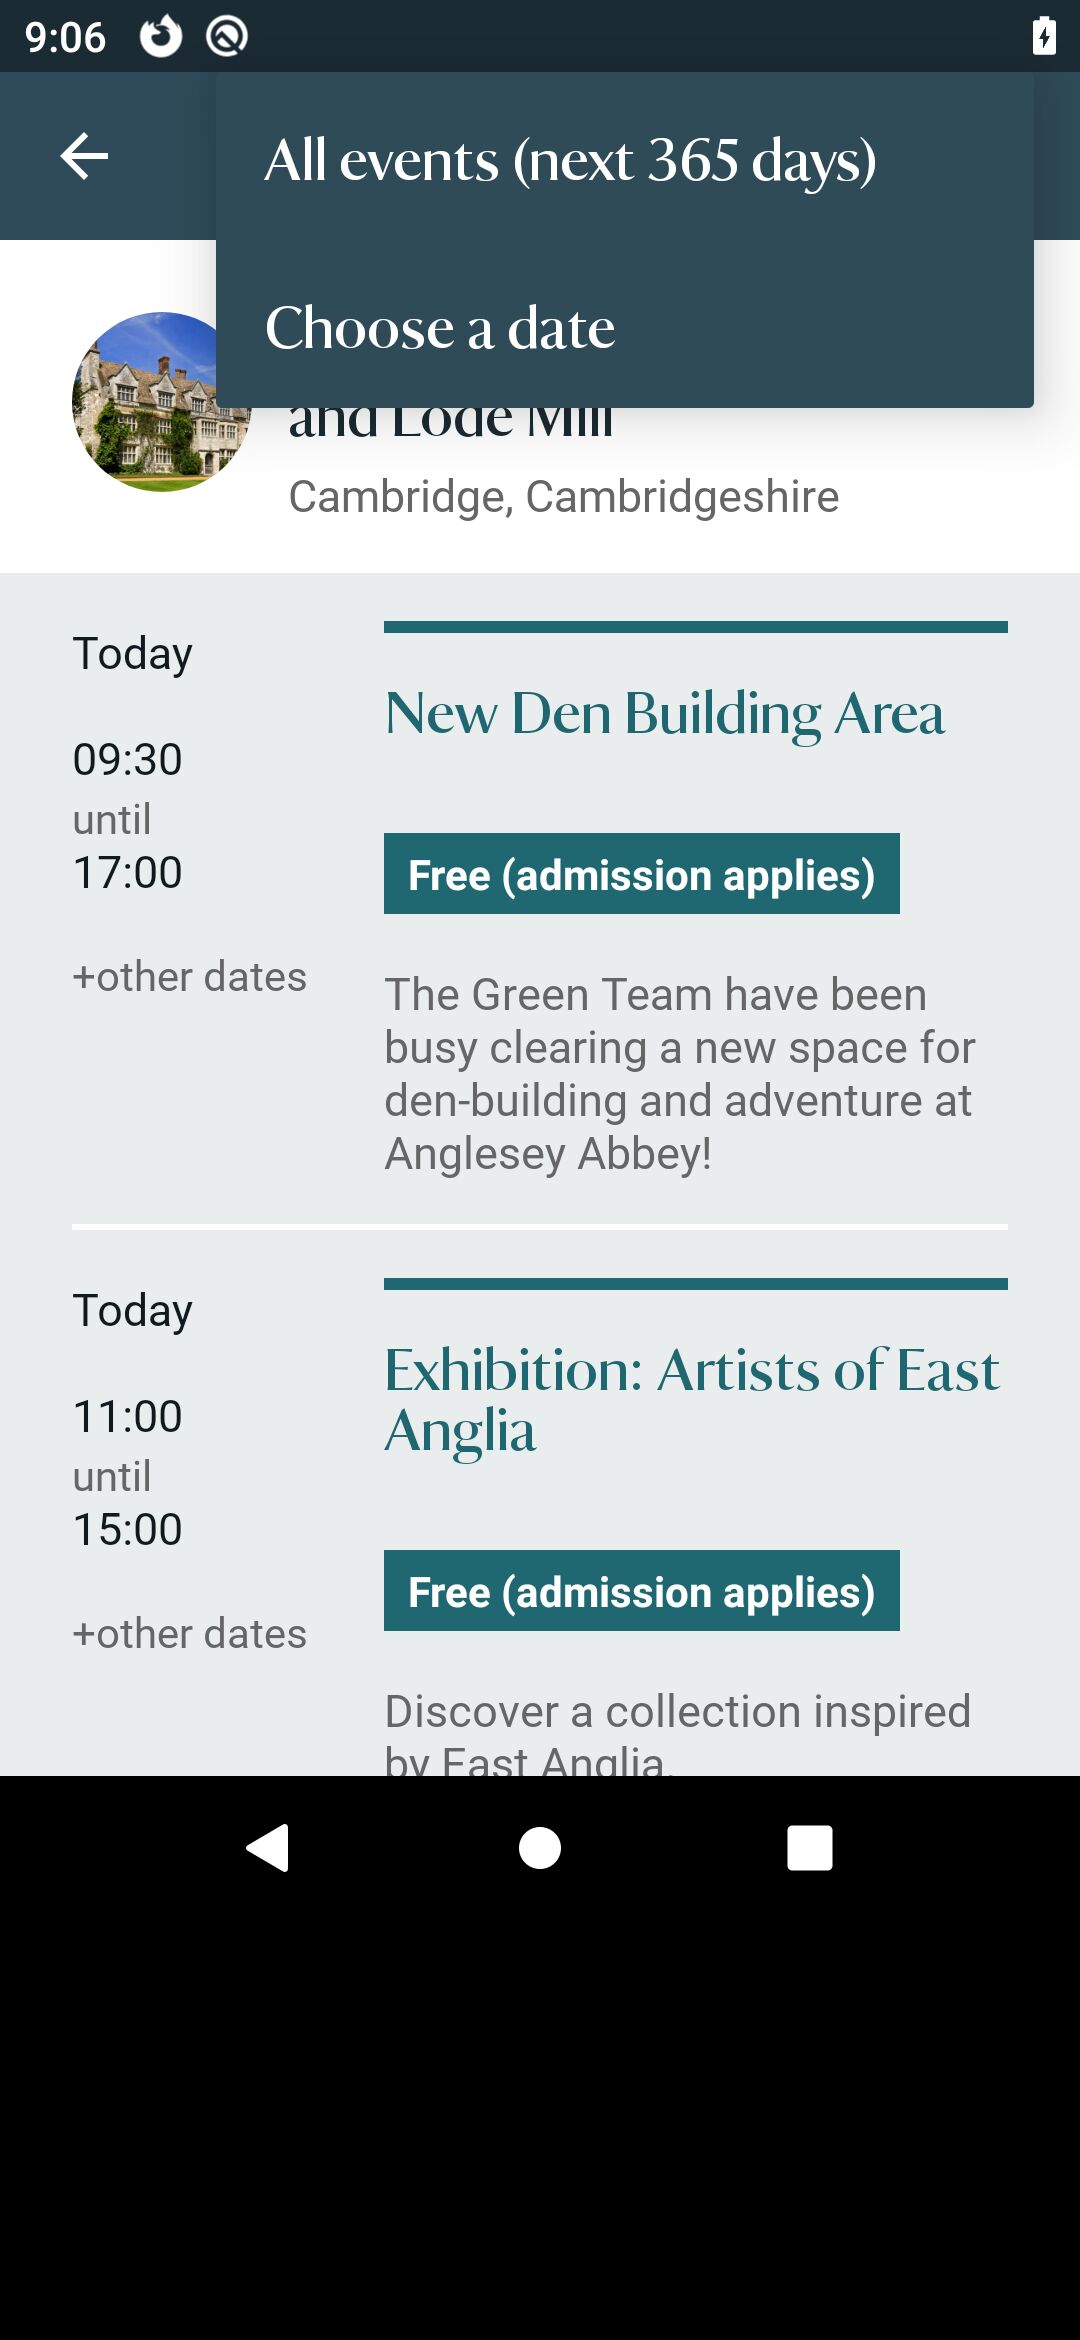 9:06
All events (next 365 days)
Choose a date
and Lode Mill
Cambridge, Cambridgeshire
Today
09:30
until
17:00
+other dates
New Den Building Area
Free (admission applies)
The Green Team have been
busy clearing a new space for
den-building and adventure at
Anglesey Abbey!
Today
11:00
until
15:00
+other dates
Exhibition: Artists of East
Anglia
Free (admission applies)
Discover a collection inspired
by East Anglia.